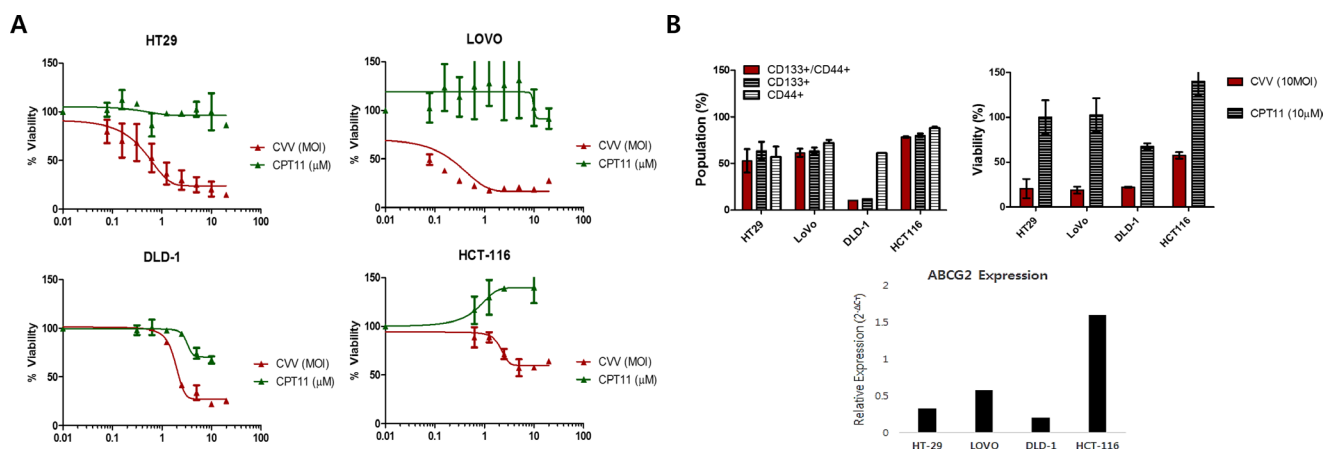 A
HT29
150
100
50
0
% Viability
0.01 0.1 1 10 100
CVV (MOI)
CPT11 (µM)
LOVO
150
100
50
0
% Viability
0.01 0.1 1 10 100
CVV (MOI)
CPT11 (µM)
DLD-1
150
100
50
0
% Viability
0.01 0.1 1 10 100
CVV (MOI)
CPT11 (µM)
HCT-116
150
100
50
0
% Viability
0.01 0.1 1 10 100
CVV (MOI)
CPT11 (µM)
B
CD133+/CD44+
CD133+
CD44+
150
100
50
0
Population (%)
HT29 LoVo DLD-1 HCT116
CVV (10MOI)
CPT11 (10µM)
150
100
50
0
Viability (%)
HT29 LoVo DLD-1 HCT116
ABCG2 Expression
2
1.5
1
0.5
0
Relative Expression (2^-ΔCT)
HT-29 LOVO DLD-1 HCT-116